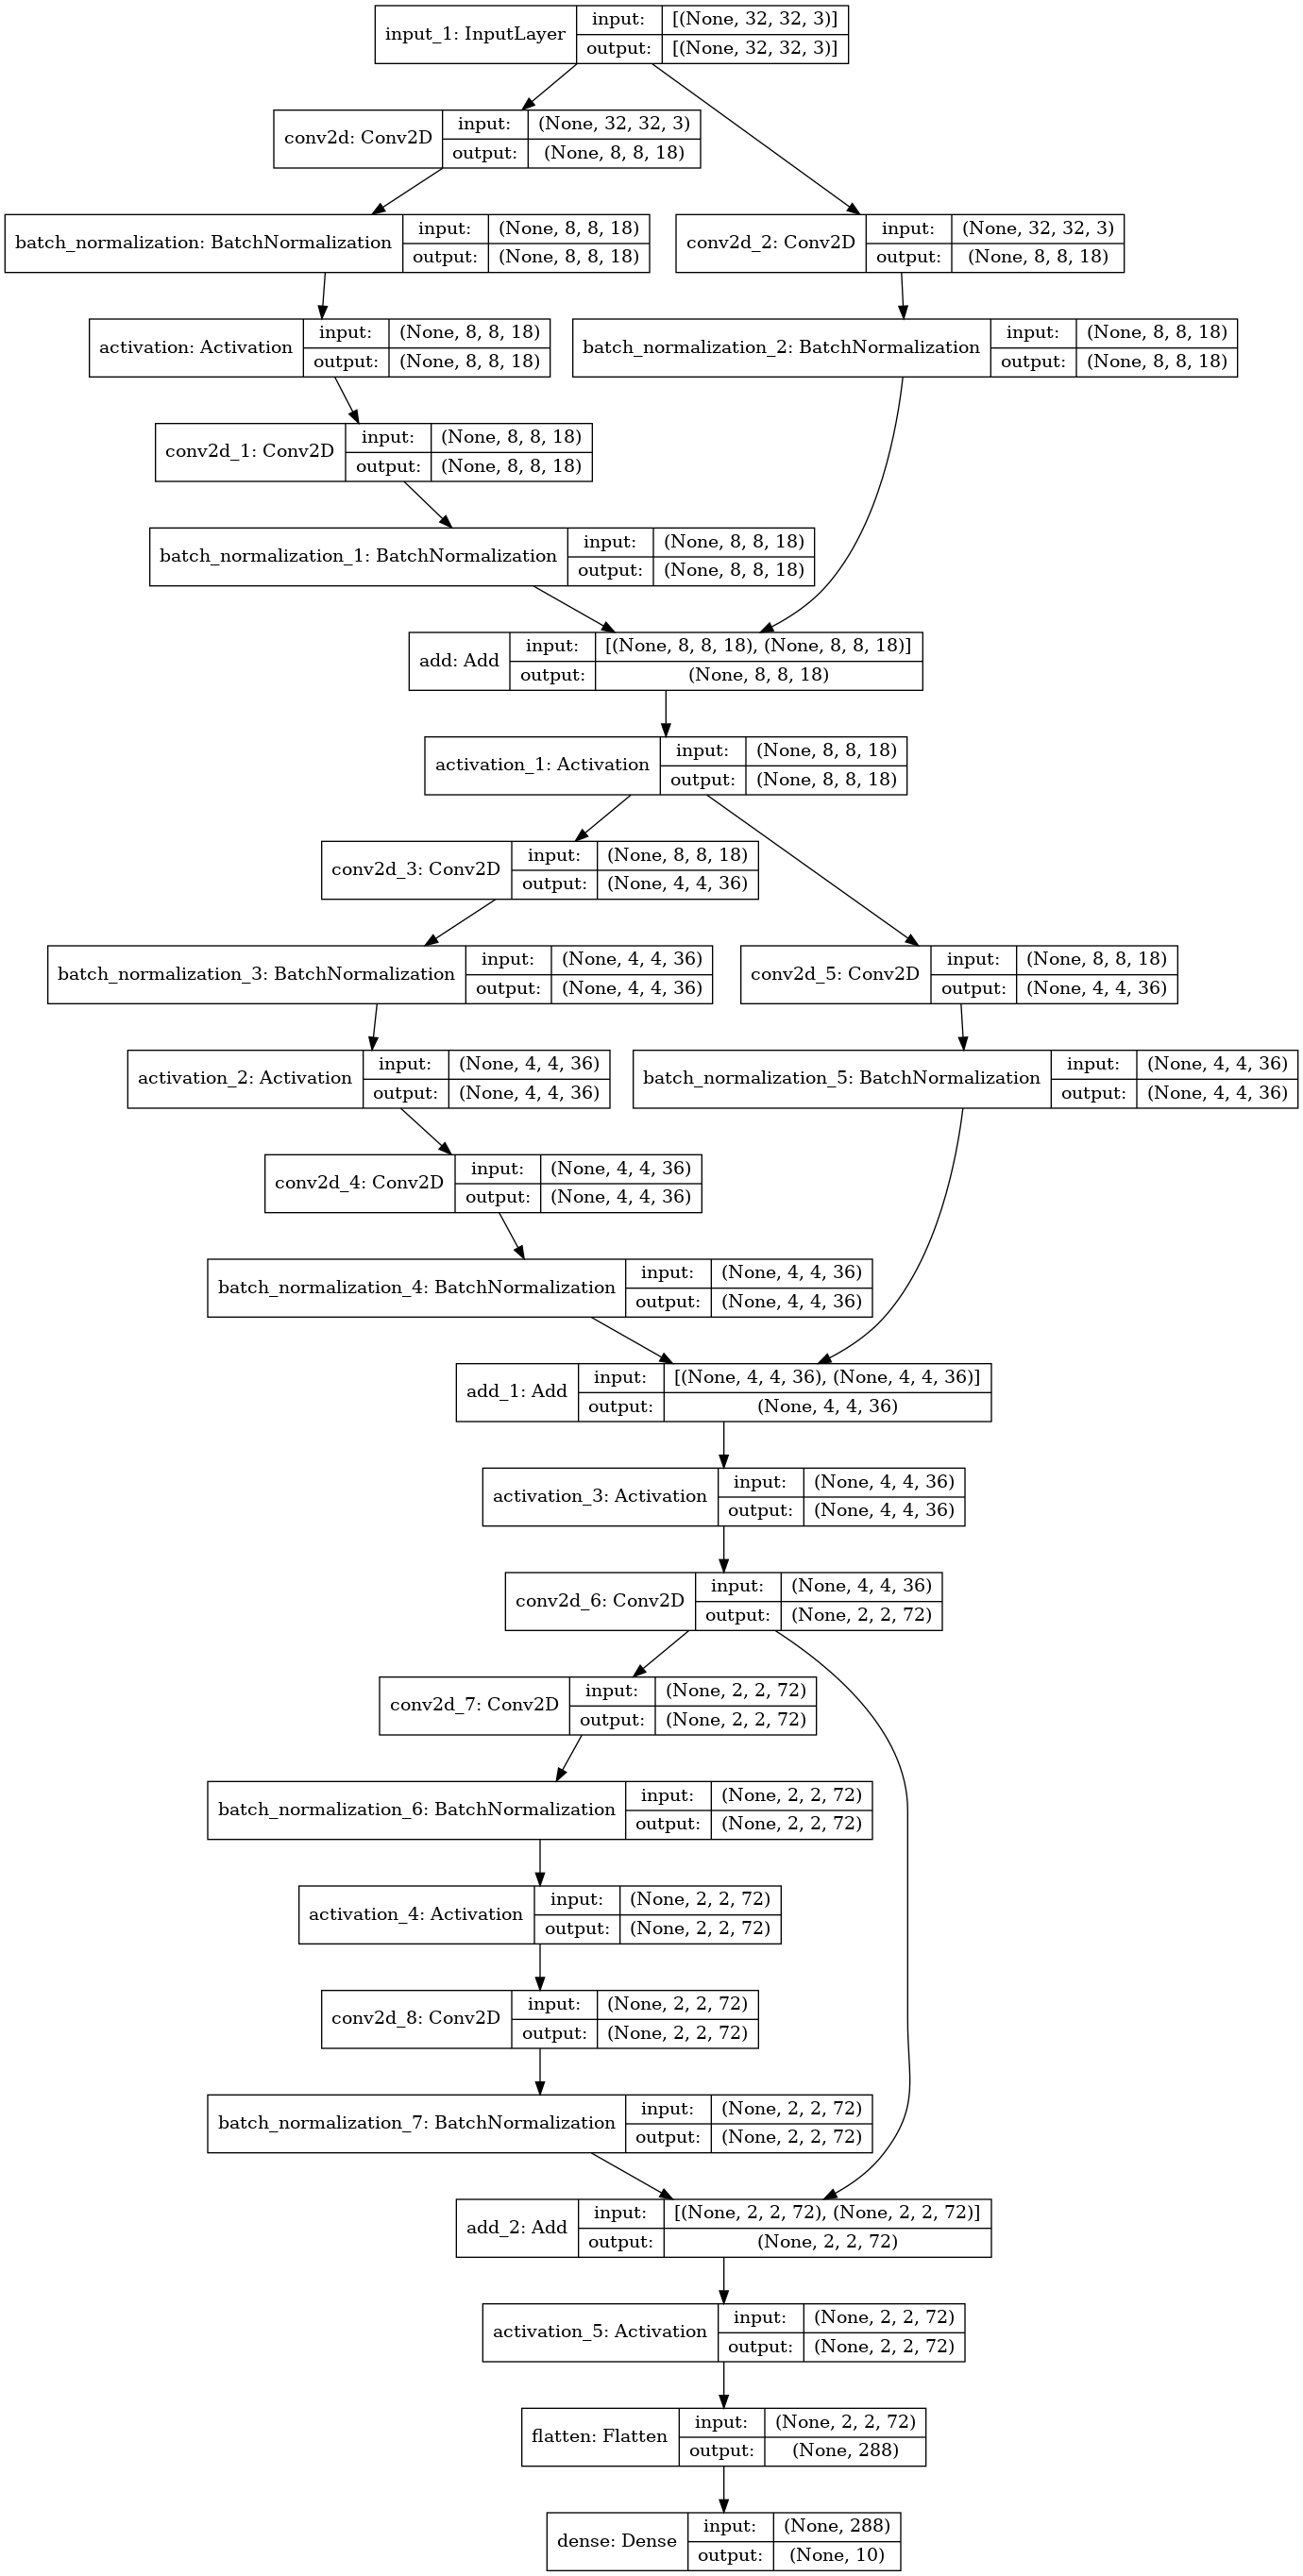 input_1: InputLayer
input: [(None, 32, 32, 3)]
output: [(None, 32, 32, 3)]
conv2d: Conv2D
input: (None, 32, 32, 3)
output: (None, 8, 8, 18)
batch_normalization: BatchNormalization
input: (None, 8, 8, 18)
output: (None, 8, 8, 18)
conv2d_2: Conv2D
input: (None, 32, 32, 3)
output: (None, 8, 8, 18)
activation: Activation
input: (None, 8, 8, 18)
output: (None, 8, 8, 18)
batch_normalization_2: BatchNormalization
input: (None, 8, 8, 18)
output: (None, 8, 8, 18)
conv2d_1: Conv2D
input: (None, 8, 8, 18)
output: (None, 8, 8, 18)
batch_normalization_1: BatchNormalization
input: (None, 8, 8, 18)
output: (None, 8, 8, 18)
add: Add
input: [(None, 8, 8, 18), (None, 8, 8, 18)]
output: (None, 8, 8, 18)
activation_1: Activation
input: (None, 8, 8, 18)
output: (None, 8, 8, 18)
conv2d_3: Conv2D
input: (None, 8, 8, 18)
output: (None, 4, 4, 36)
batch_normalization_3: BatchNormalization
input: (None, 4, 4, 36)
output: (None, 4, 4, 36)
conv2d_5: Conv2D
input: (None, 8, 8, 18)
output: (None, 4, 4, 36)
activation_2: Activation
input: (None, 4, 4, 36)
output: (None, 4, 4, 36)
batch_normalization_5: BatchNormalization
input: (None, 4, 4, 36)
output: (None, 4, 4, 36)
conv2d_4: Conv2D
input: (None, 4, 4, 36)
output: (None, 4, 4, 36)
batch_normalization_4: BatchNormalization
input: (None, 4, 4, 36)
output: (None, 4, 4, 36)
add_1: Add
input: [(None, 4, 4, 36), (None, 4, 4, 36)]
output: (None, 4, 4, 36)
activation_3: Activation
input: (None, 4, 4, 36)
output: (None, 4, 4, 36)
conv2d_6: Conv2D
input: (None, 4, 4, 36)
output: (None, 2, 2, 72)
conv2d_7: Conv2D
input: (None, 2, 2, 72)
output: (None, 2, 2, 72)
batch_normalization_6: BatchNormalization
input: (None, 2, 2, 72)
output: (None, 2, 2, 72)
activation_4: Activation
input: (None, 2, 2, 72)
output: (None, 2, 2, 72)
conv2d_8: Conv2D
input: (None, 2, 2, 72)
output: (None, 2, 2, 72)
batch_normalization_7: BatchNormalization
input: (None, 2, 2, 72)
output: (None, 2, 2, 72)
add_2: Add
input: [(None, 2, 2, 72), (None, 2, 2, 72)]
output: (None, 2, 2, 72)
activation_5: Activation
input: (None, 2, 2, 72)
output: (None, 2, 2, 72)
flatten: Flatten
input: (None, 2, 2, 72)
output: (None, 288)
dense: Dense
input: (None, 288)
output: (None, 10)